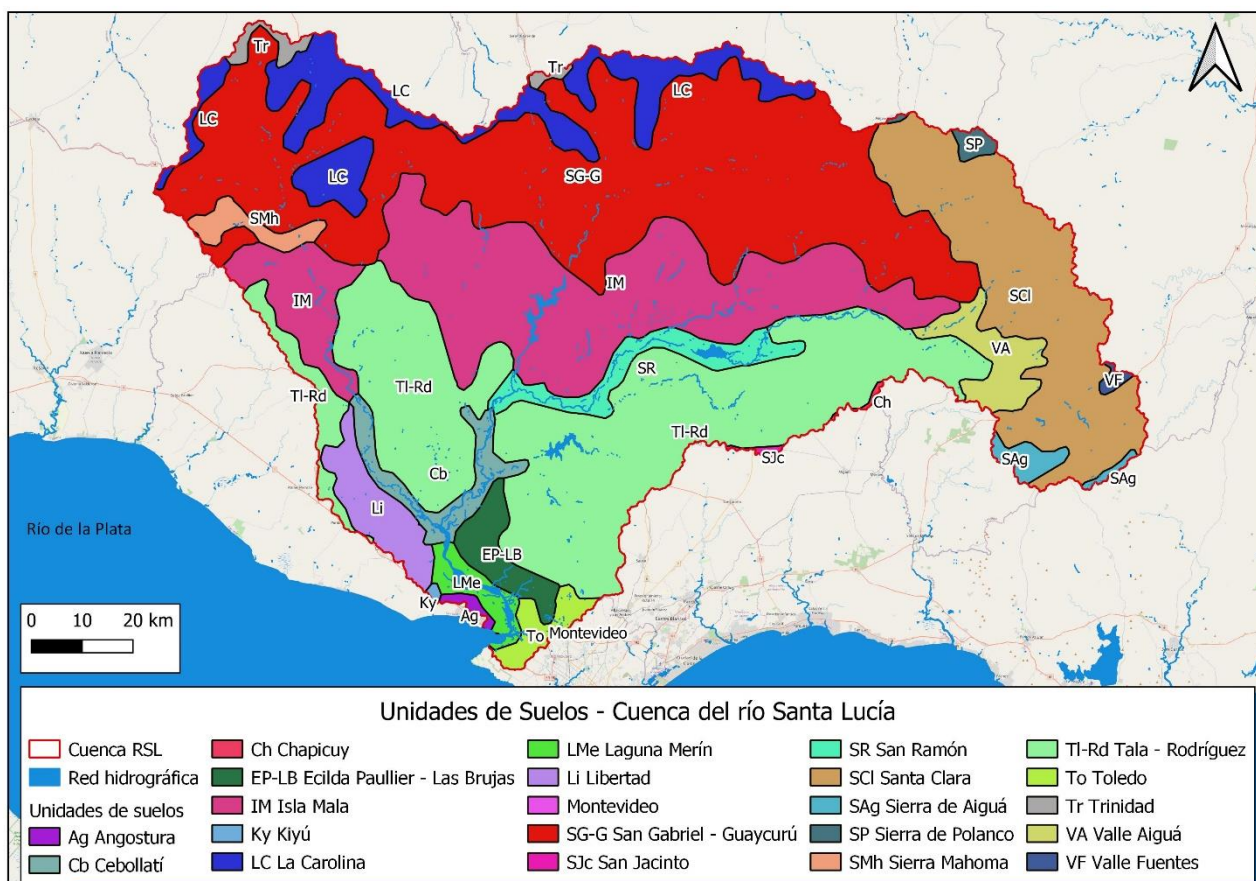 Tr
LC
LC
Tr
LC
LC
SG-G
SP
SMh
IM
IM
SCl
VA
SR
Tl-Rd
Tl-Rd
VF
Ch
Tl-Rd
SJc
SAg
SAg
Cb
Li
Río de la Plata
EP-LB
LMe
Ky
Ag
To
Montevideo
0 10 20 km
Unidades de Suelos - Cuenca del río Santa Lucía
Cuenca RSL
Red hidrográfica
Unidades de suelos
Ag Angostura
Cb Cebollatí
Ch Chapicuy
EP-LB Ecilda Paullier - Las Brujas
IM Isla Mala
Ky Kiyú
LC La Carolina
LMe Laguna Merín
Li Libertad
Montevideo
SG-G San Gabriel - Guaycurú
SJc San Jacinto
SR San Ramón
SCl Santa Clara
SAg Sierra de Aiguá
SP Sierra de Polanco
SMh Sierra Mahoma
Tl-Rd Tala - Rodríguez
To Toledo
Tr Trinidad
VA Valle Aiguá
VF Valle Fuentes